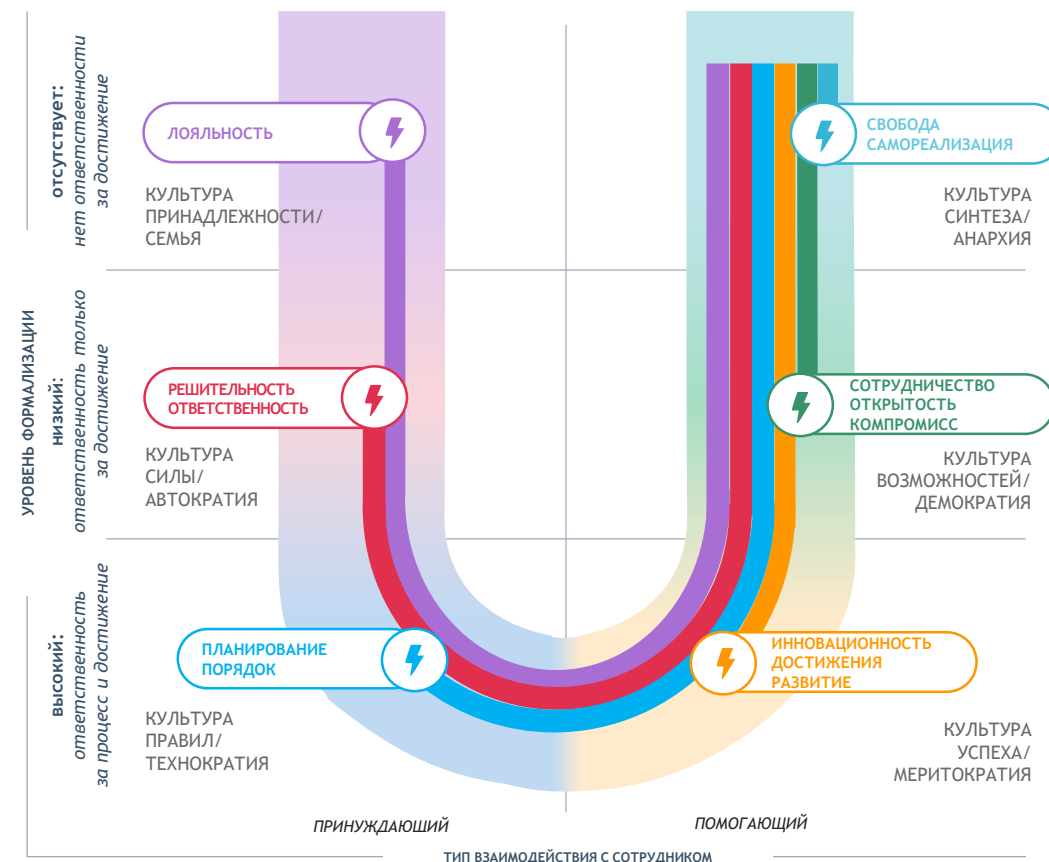 УРОВЕНЬ ФОРМАЛИЗАЦИИ
отсутствует:
нет ответственности
за достижение
ЛОЯЛЬНОСТЬ
КУЛЬТУРА
ПРИНАДЛЕЖНОСТИ/
СЕМЬЯ
СВОБОДА
САМОРЕАЛИЗАЦИЯ
КУЛЬТУРА
СИНТЕЗА/
АНАРХИЯ
низкий:
ответственность только
за достижение
РЕШИТЕЛЬНОСТЬ
ОТВЕТСТВЕННОСТЬ
КУЛЬТУРА
СИЛЫ/
АВТОКРАТИЯ
СОТРУДНИЧЕСТВО
ОТКРЫТОСТЬ
КОМПРОМИСС
КУЛЬТУРА
ВОЗМОЖНОСТЕЙ/
ДЕМОКРАТИЯ
высокий:
ответственность
за процесс и достижение
ПЛАНИРОВАНИЕ
ПОРЯДОК
КУЛЬТУРА
ПРАВИЛ/
ТЕХНОКРАТИЯ
ИННОВАЦИОННОСТЬ
ДОСТИЖЕНИЯ
РАЗВИТИЕ
КУЛЬТУРА
УСПЕХА/
МЕРИТОКРАТИЯ
ПРИНУЖДАЮЩИЙ
ПОМОГАЮЩИЙ
ТИП ВЗАИМОДЕЙСТВИЯ С СОТРУДНИКОМ